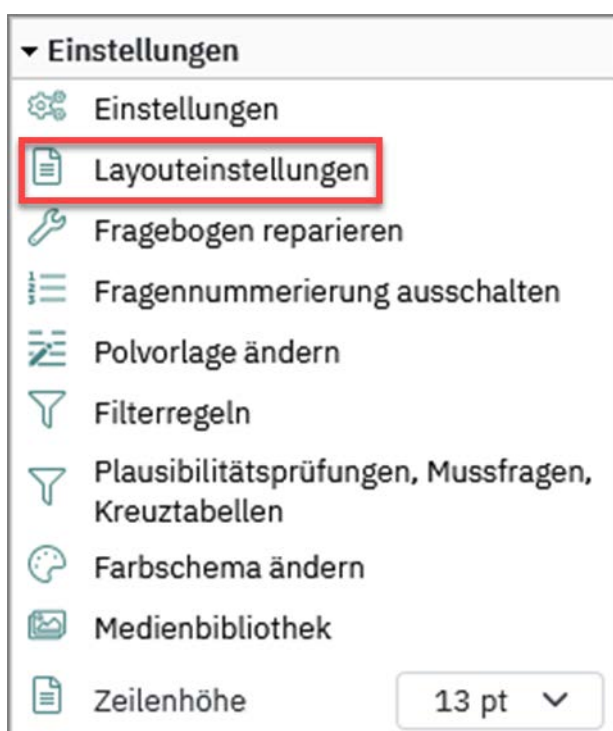 Einstellungen
Einstellungen
Layouteinstellungen
Fragebogen reparieren
Fragennummerierung ausschalten
Polvorlage ändern
Filterregeln
Plausibilitätsprüfungen, Mussfragen,
Kreuztabellen
Farbschema ändern
Medienbibliothek
Zeilenhöhe 13 pt